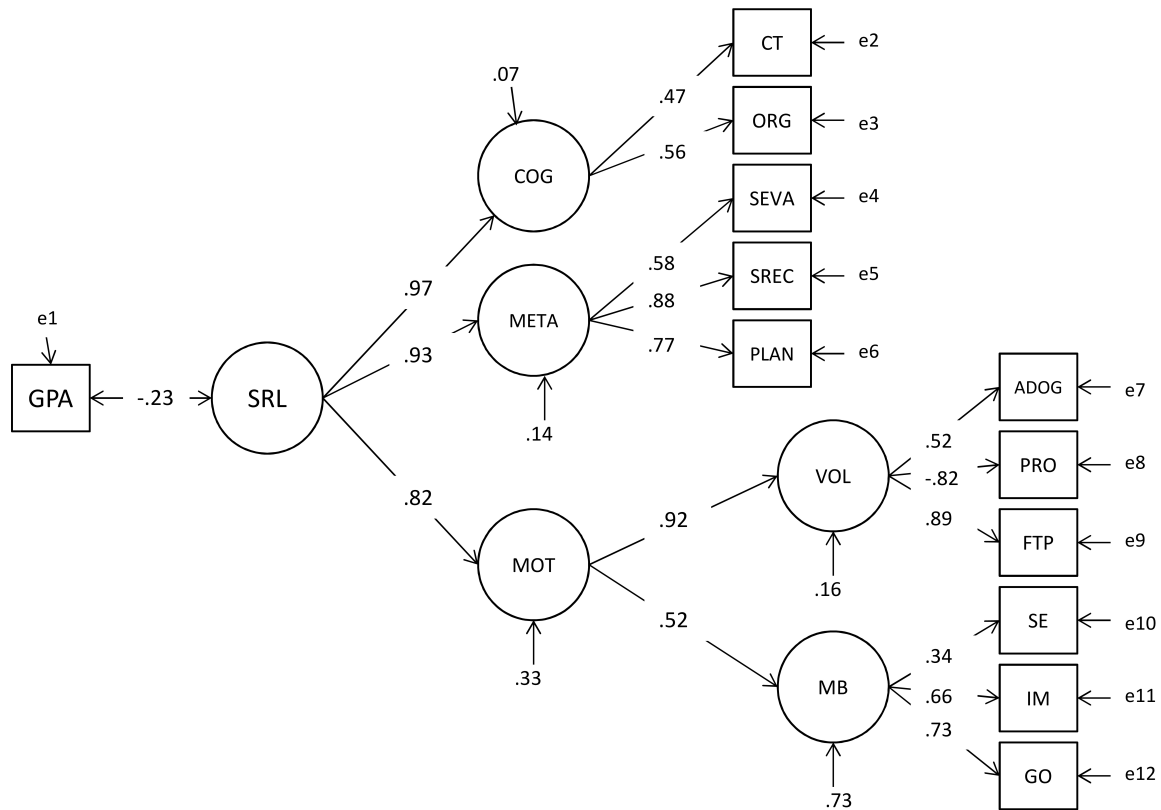 CT
e2
.07
.47
ORG
e3
.56
COG
SEVA
e4
.58
SREC
e5
.97
.88
META
e1
.93
.77
PLAN
e6
GPA
-.23
SRL
ADOG
e7
.14
.52
VOL
PRO
e8
-.82
.82
.92
.89
FTP
e9
MOT
.16
.52
SE
e10
.34
.33
MB
.66
IM
e11
.73
GO
e12
.73